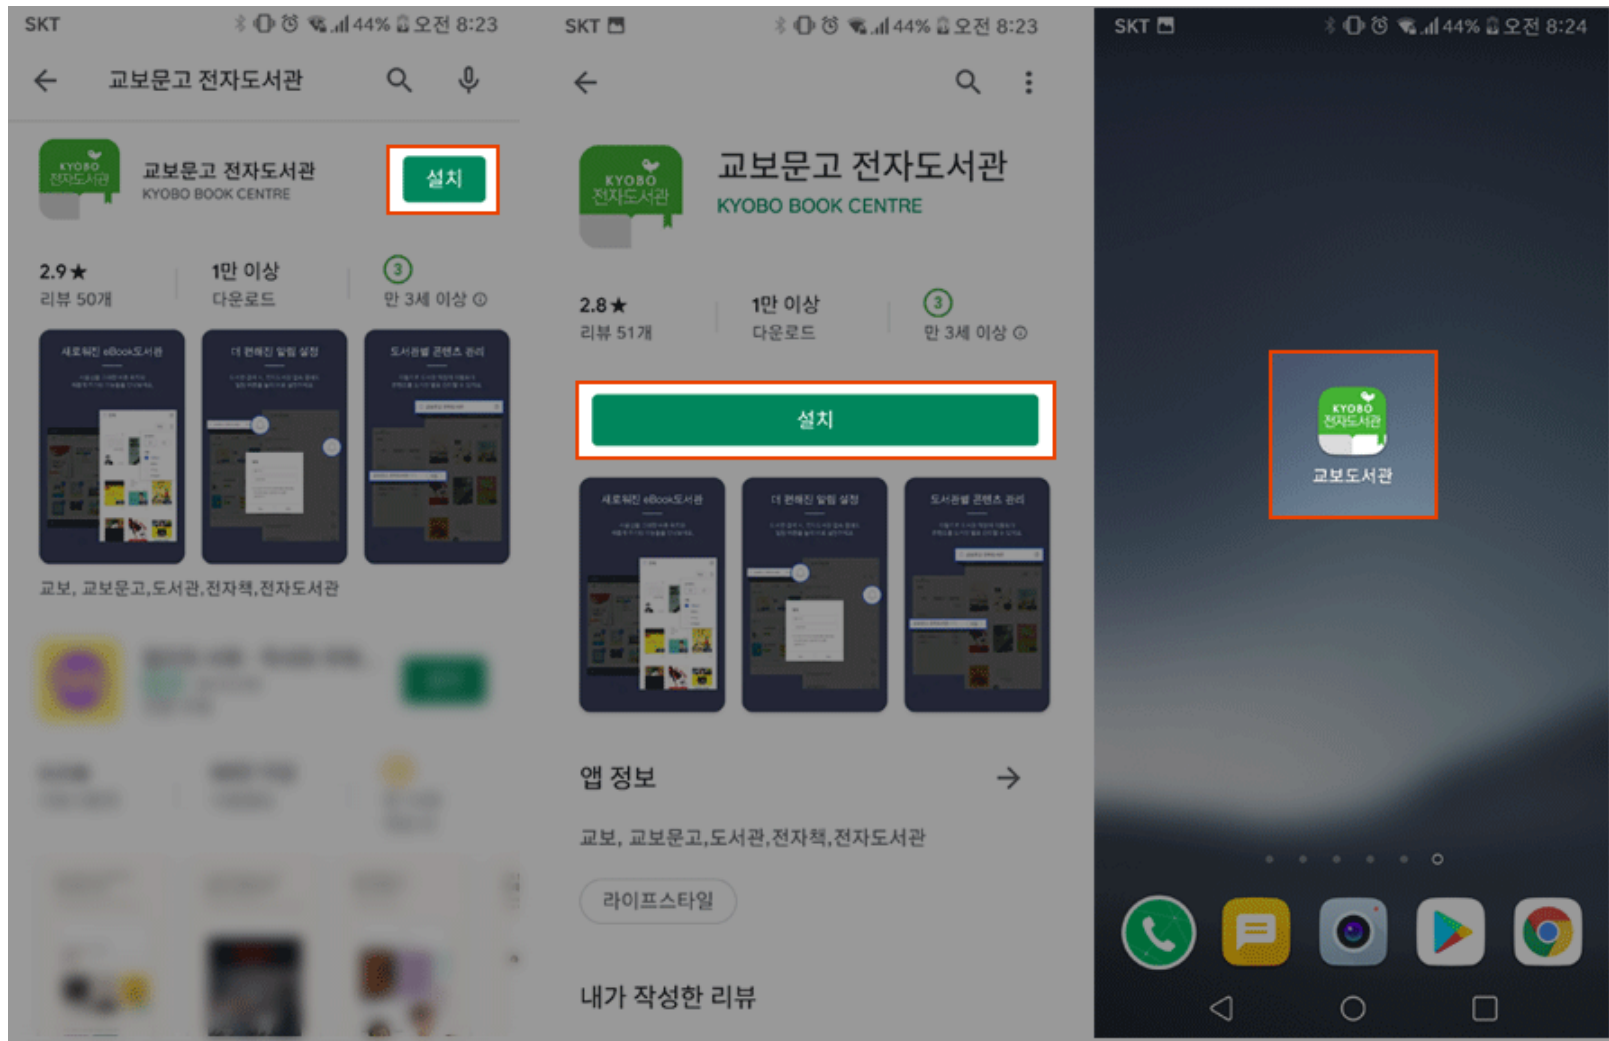 SKT
44% 오전 8:23
교보문고 전자도서관
KYOBO
전자도서관
교보문고 전자도서관
KYOBO BOOK CENTRE
설치
2.9★
리뷰 50개
1만 이상
다운로드
3
만 3세 이상
새로워진 eBook도서관
더 편해진 알림 설정
도서관별 콘텐츠 관리
교보, 교보문고,도서관,전자책,전자도서관
SKT
44% 오전 8:23
KYOBO
전자도서관
교보문고 전자도서관
KYOBO BOOK CENTRE
2.8★
리뷰 51개
1만 이상
다운로드
3
만 3세 이상
설치
새로워진 eBook도서관
더 편해진 알림 설정
도서관별 콘텐츠 관리
앱 정보
교보, 교보문고,도서관,전자책,전자도서관
라이프스타일
내가 작성한 리뷰
SKT
44% 오전 8:24
KYOBO
전자도서관
교보도서관